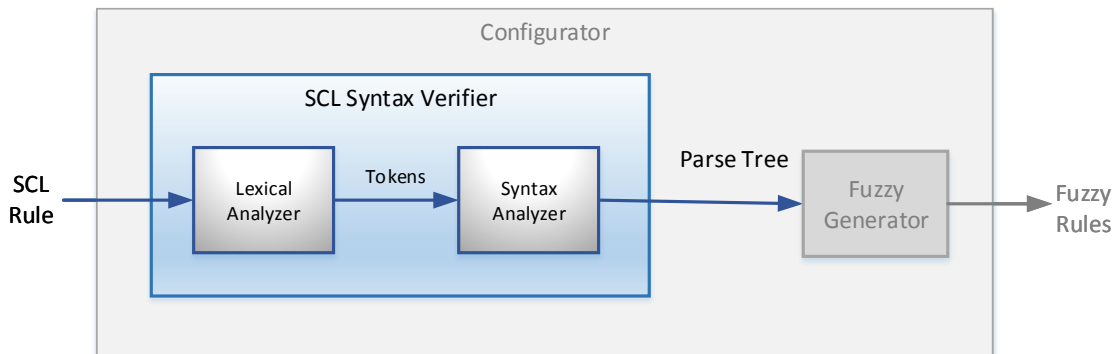 Configurator
SCL Syntax Verifier
SCL
Rule
Lexical
Analyzer
Tokens
Syntax
Analyzer
Parse Tree
Fuzzy
Generator
Fuzzy
Rules